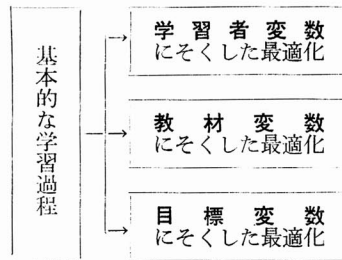 基本的な学習過程
学習者変数
にそくした最適化
教材変数
にそくした最適化
目標変数
にそくした最適化